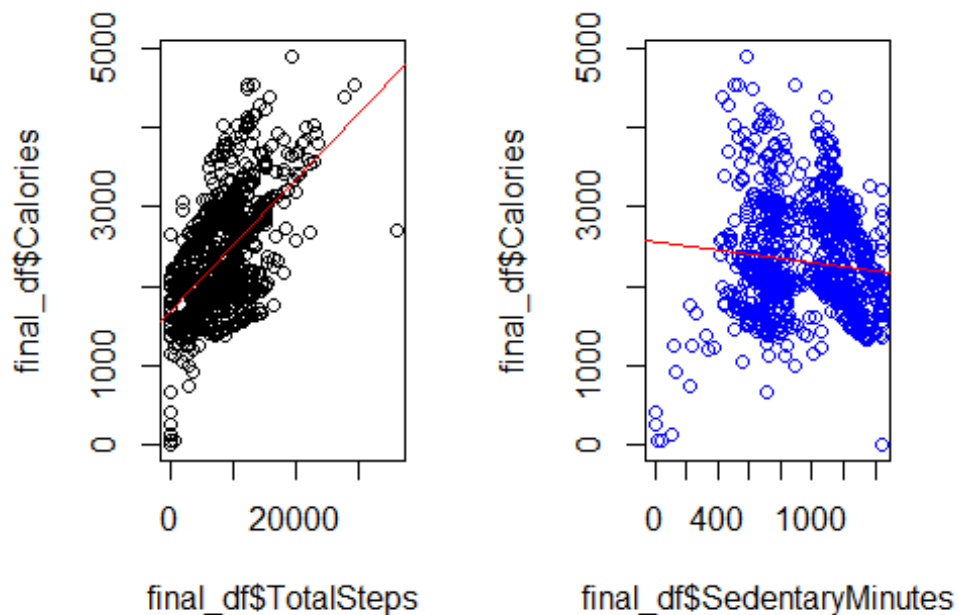 final_df$Calories
0 1000 3000 5000
0 20000
final_df$TotalSteps
final_df$Calories
0 1000 3000 5000
0 400 1000
final_df$SedentaryMinutes